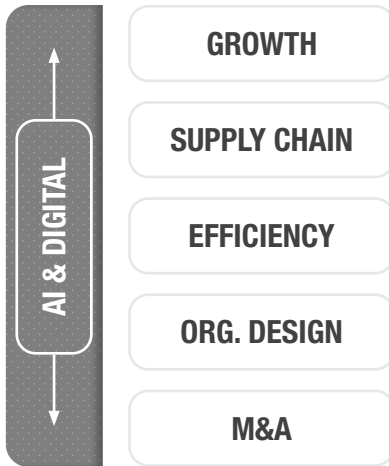 AI & DIGITAL
GROWTH
SUPPLY CHAIN
EFFICIENCY
ORG. DESIGN
M&A